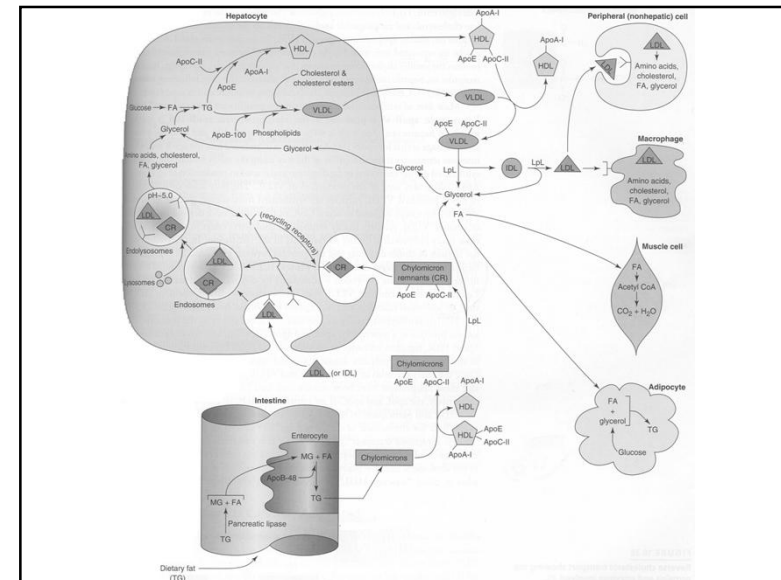 Hepatocyte
ApoC-II
ApoE
ApoA-I
HDL
Cholesterol &
cholesterol esters
Glucose
FA
TG
VLDL
ApoB-100
Phospholipids
Glycerol
Glycerol
Amino acids, cholesterol,
FA, glycerol
pH~5.0
LDL
CR
Endolysosomes
(recycling receptors)
Lysosomes
LDL
CR
Endosomes
CR
LDL
LDL
(or IDL)
ApoA-I
HDL
ApoE
ApoC-II
ApoA-I
HDL
VLDL
ApoE
ApoC-II
VLDL
LpL
IDL
LpL
LDL
Glycerol
Glycerol
+
FA
Chylomicron
remnants (CR)
ApoE
ApoC-II
LpL
Chylomicrons
ApoE
ApoC-II
ApoA-I
HDL
HDL
ApoE
ApoC-II
ApoA-I
Chylomicrons
Peripheral (nonhepatic) cell
LDL
LDL
Amino acids,
cholesterol,
FA, glycerol
Macrophage
LDL
Amino acids,
cholesterol,
FA, glycerol
Muscle cell
FA
Acetyl CoA
CO2 + H2O
Adipocyte
FA
+
glycerol
TG
Glucose
Intestine
Enterocyte
MG + FA
ApoB-48
TG
MG + FA
Pancreatic lipase
TG
Dietary fat
(TG)